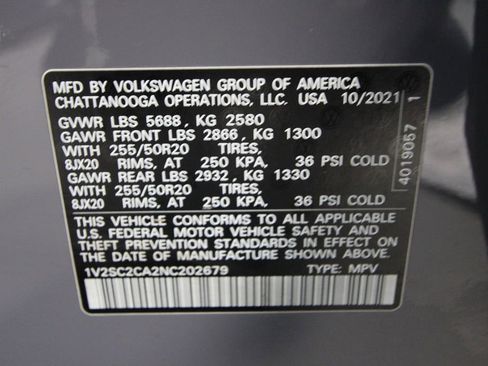 MFD BY VOLKSWAGEN GROUP OF AMERICA
CHATTANOOGA OPERATIONS, LLC. USA 10/2021
GVWR LBS 5688, KG 2580
GAWR FRONT LBS 2866, KG 1300
WITH 255/50R20 TIRES,
8JX20 RIMS, AT 250 KPA, 36 PSI COLD
GAWR REAR LBS 2932, KG 1330
WITH 255/50R20 TIRES,
8JX20 RIMS, AT 250 KPA, 36 PSI COLD
THIS VEHICLE CONFORMS TO ALL APPLICABLE
U.S. FEDERAL MOTOR VEHICLE SAFETY AND
THEFT PREVENTION STANDARDS IN EFFECT ON
THE DATE OF MANUFACTURE SHOWN ABOVE.
1V2SC2CA2NC202679 TYPE: MPV
4019057 1